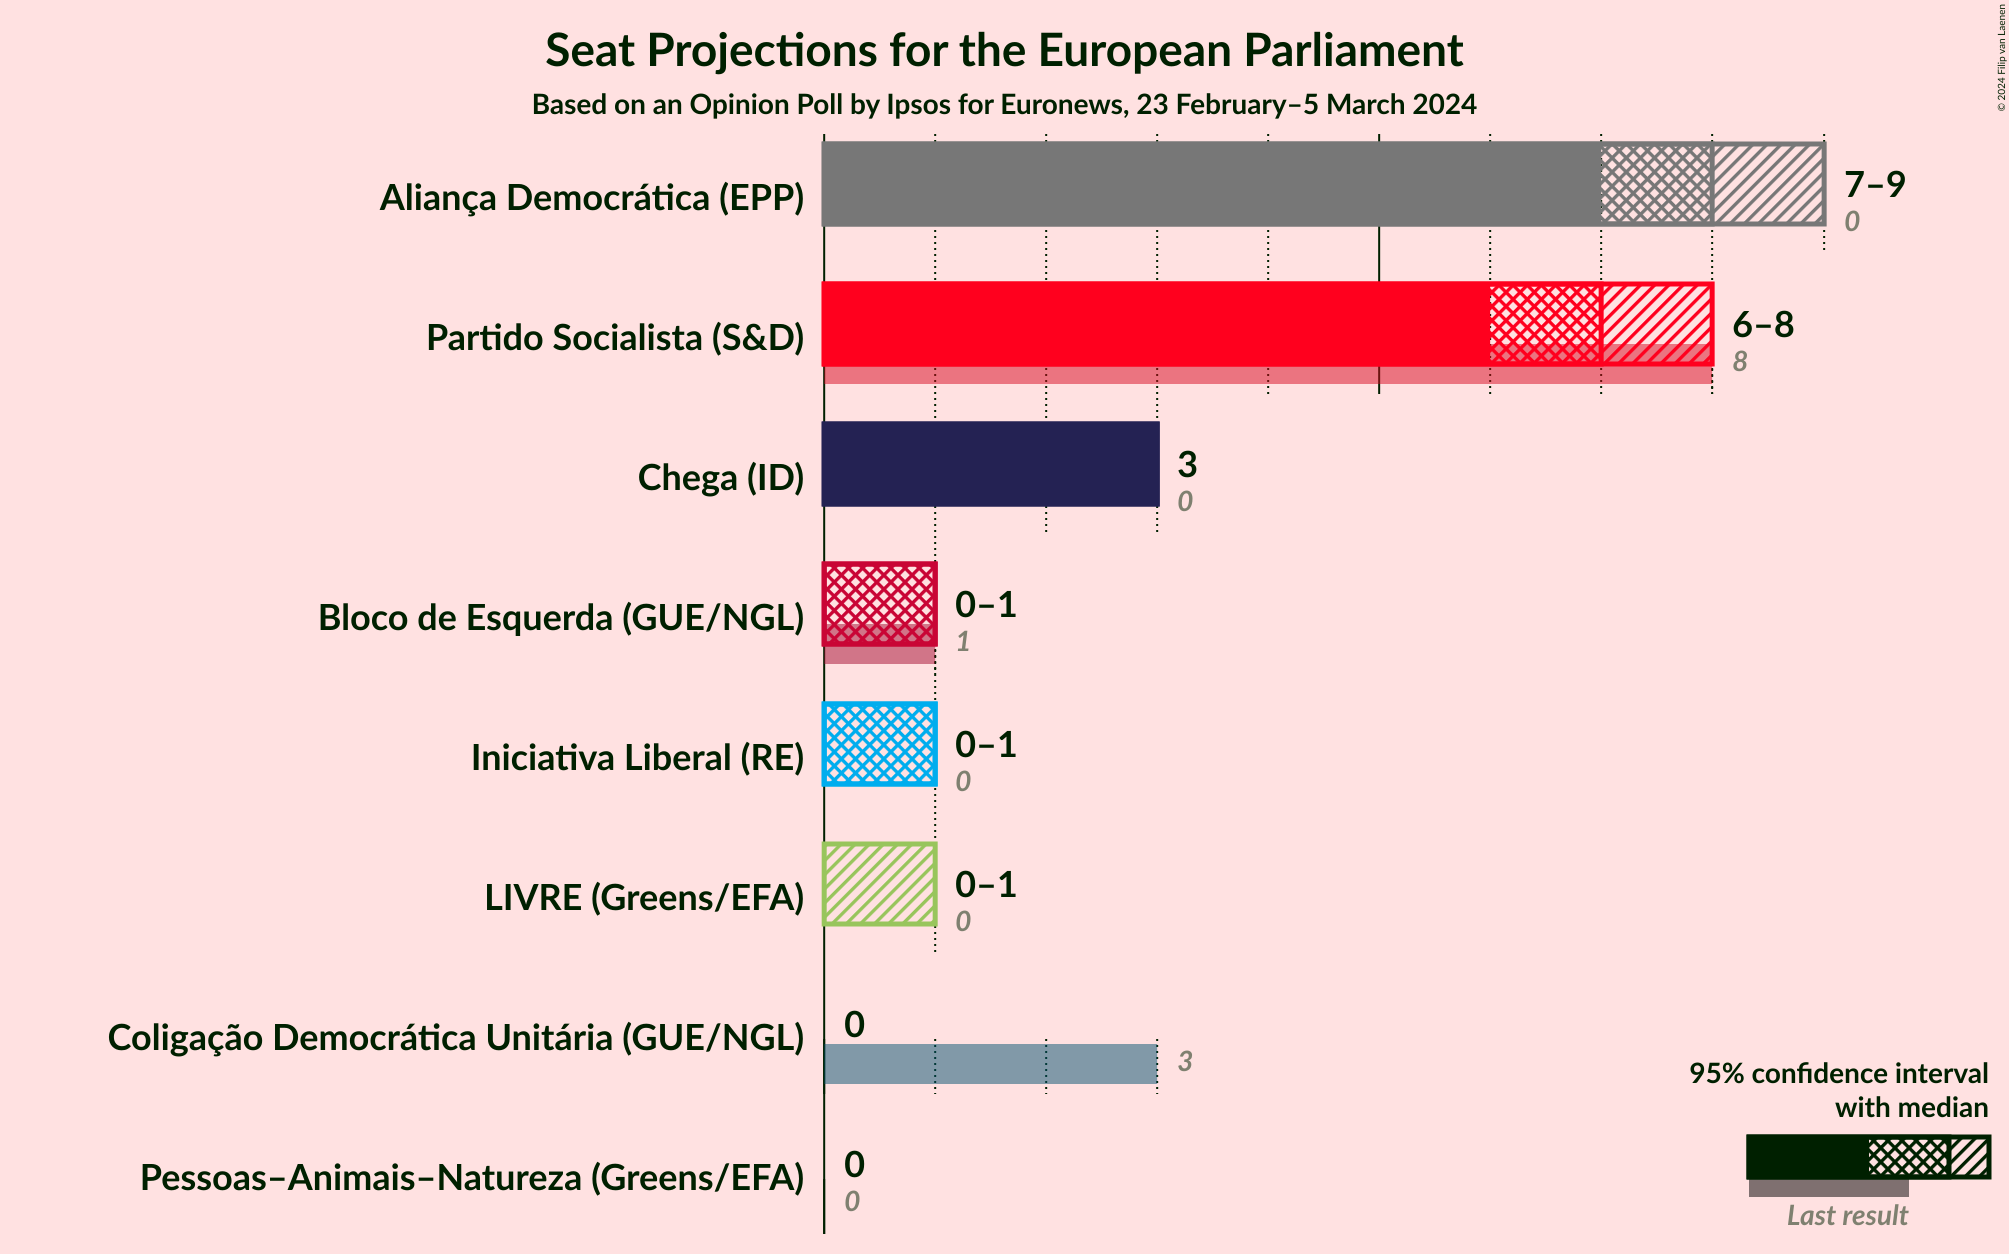 Seat Projections for the European Parliament
Based on an Opinion Poll by Ipsos for Euronews, 23 February–5 March 2024
© 2024 Filip van Laenen
Aliança Democrática (EPP)
7–9
0
Partido Socialista (S&D)
6–8
8
Chega (ID)
3
0
Bloco de Esquerda (GUE/NGL)
0–1
1
Iniciativa Liberal (RE)
0–1
0
LIVRE (Greens/EFA)
0–1
0
Coligação Democrática Unitária (GUE/NGL)
0
3
Pessoas–Animais–Natureza (Greens/EFA)
0
0
95% confidence interval
with median
Last result